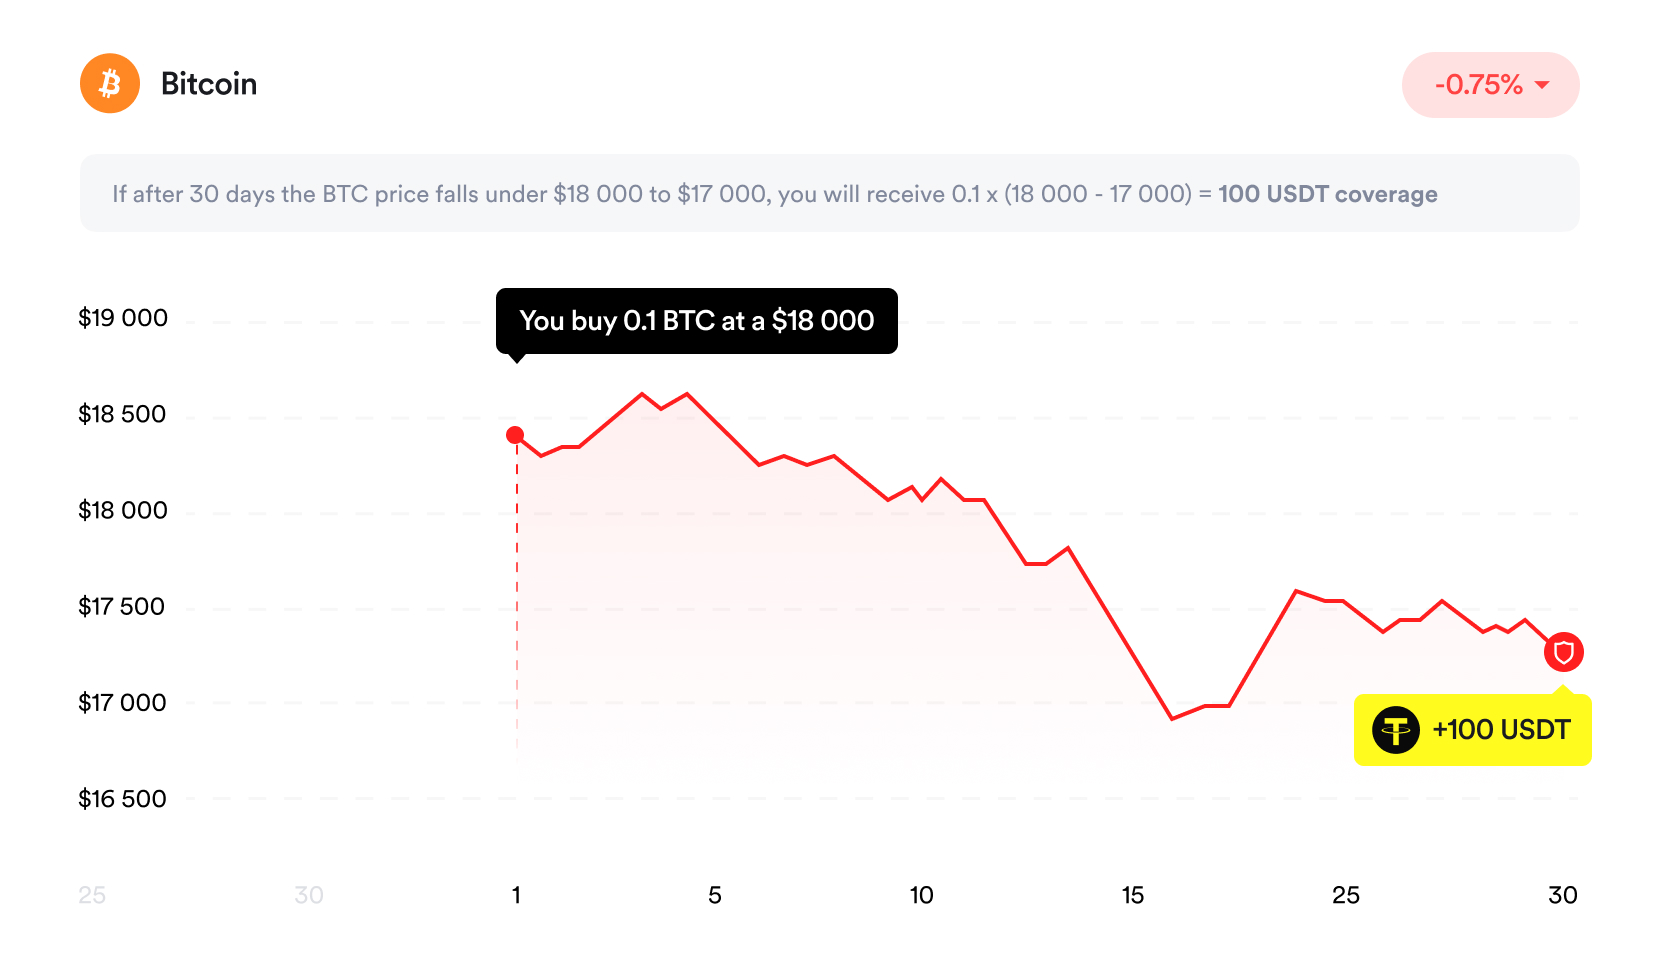 Bitcoin
-0.75%
If after 30 days the BTC price falls under $18 000 to $17 000, you will receive 0.1 x (18 000 - 17 000) = 100 USDT coverage
You buy 0.1 BTC at a $18 000
$19 000
$18 500
$18 000
$17 500
$17 000
$16 500
+100 USDT
25 30 1 5 10 15 25 30